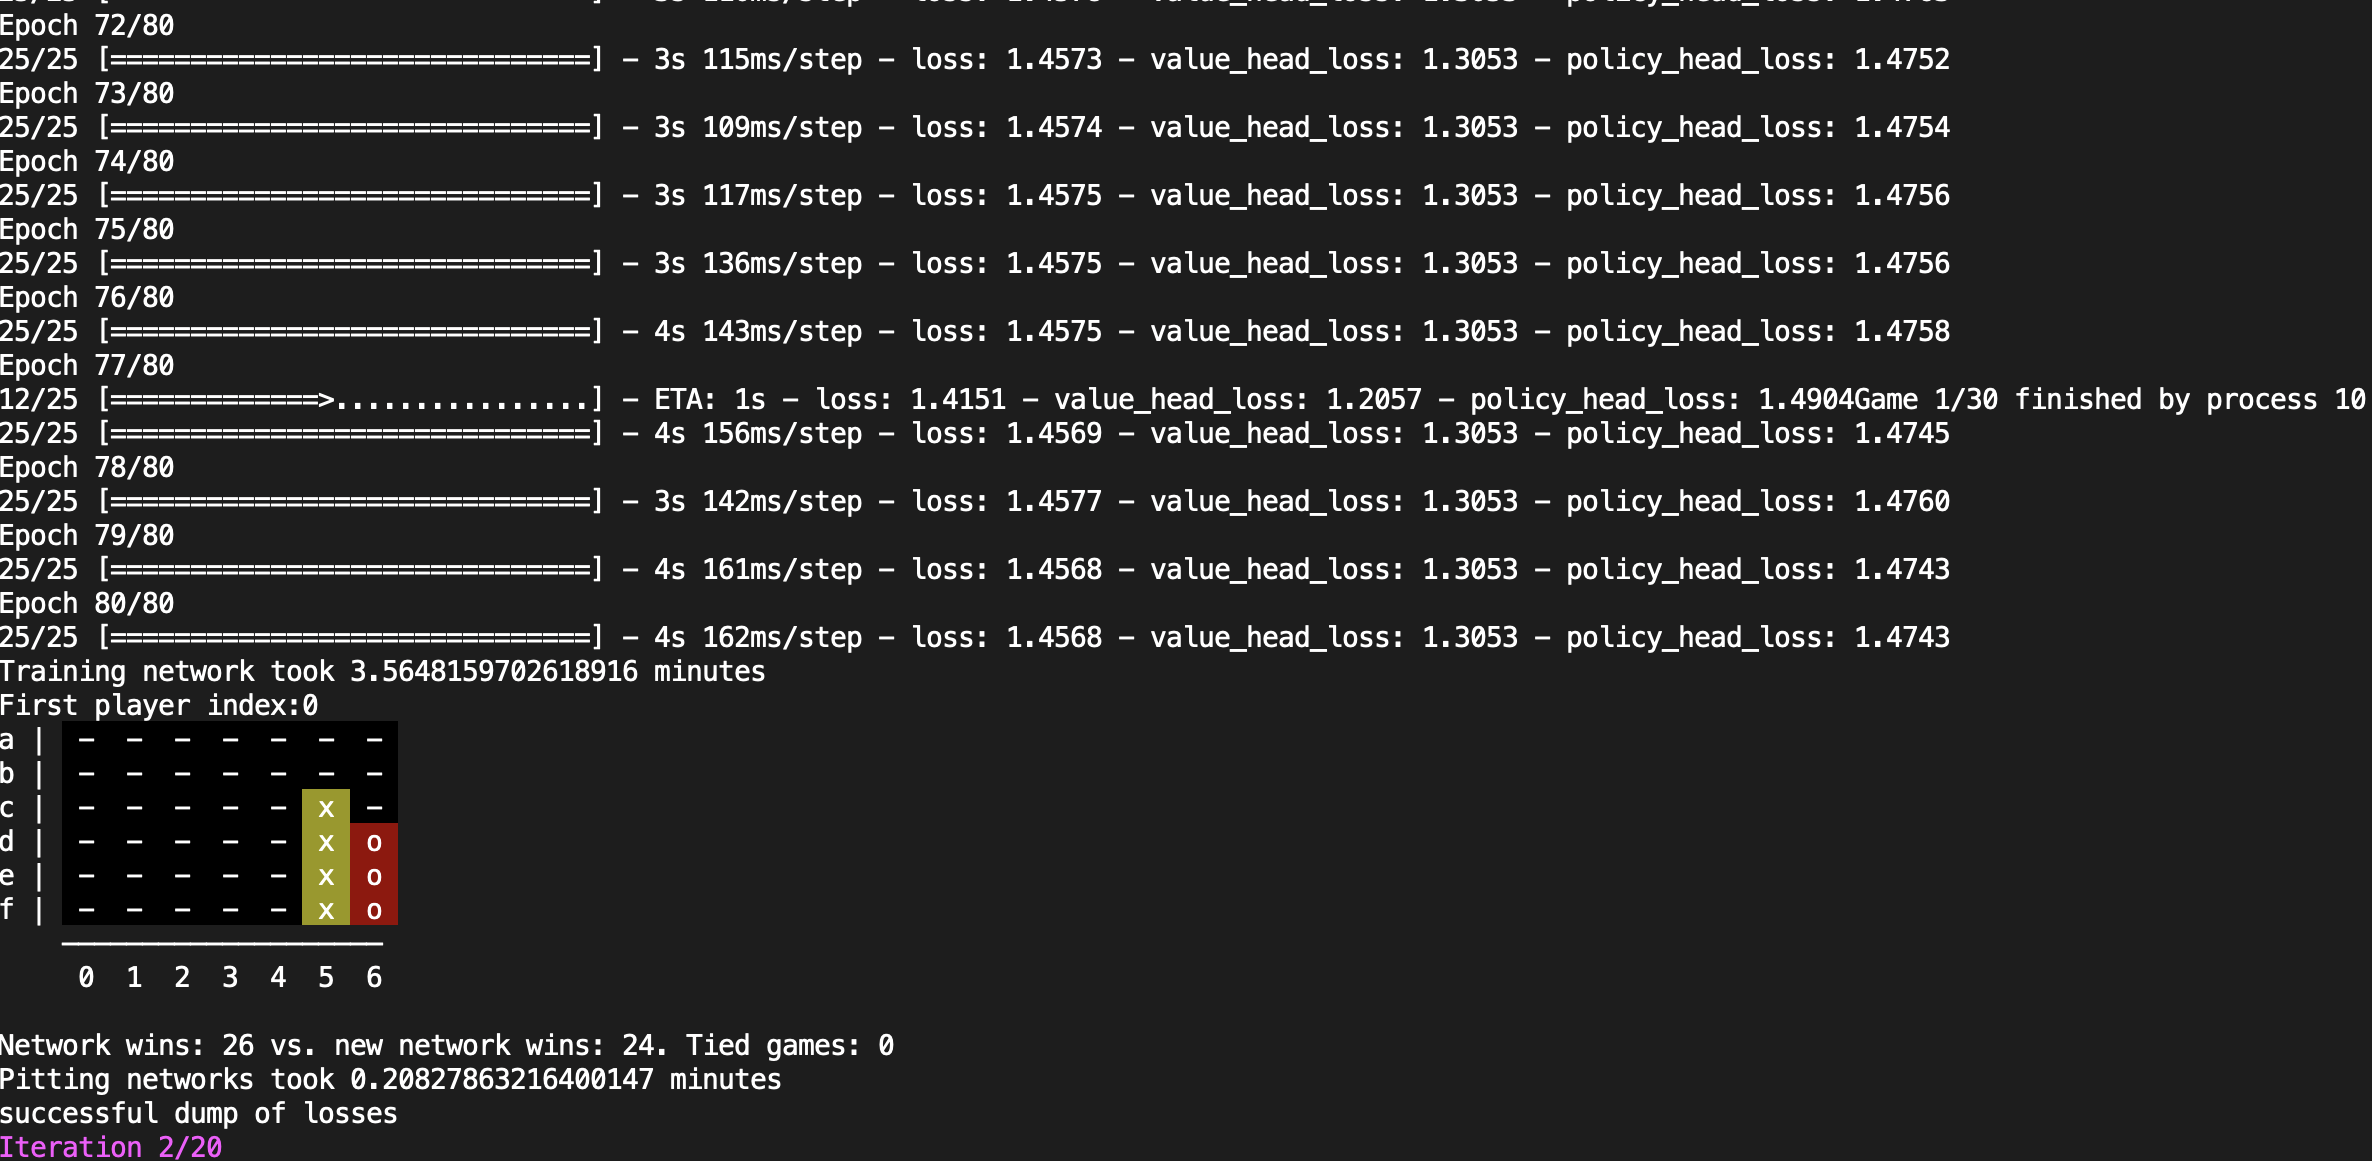 Epoch 72/80
25/25 [==============================] - 3s 115ms/step - loss: 1.4573 - value_head_loss: 1.3053 - policy_head_loss: 1.4752
Epoch 73/80
25/25 [==============================] - 3s 109ms/step - loss: 1.4574 - value_head_loss: 1.3053 - policy_head_loss: 1.4754
Epoch 74/80
25/25 [==============================] - 3s 117ms/step - loss: 1.4575 - value_head_loss: 1.3053 - policy_head_loss: 1.4756
Epoch 75/80
25/25 [==============================] - 3s 136ms/step - loss: 1.4575 - value_head_loss: 1.3053 - policy_head_loss: 1.4756
Epoch 76/80
25/25 [==============================] - 4s 143ms/step - loss: 1.4575 - value_head_loss: 1.3053 - policy_head_loss: 1.4758
Epoch 77/80
12/25 [=============>................] - ETA: 1s - loss: 1.4151 - value_head_loss: 1.2057 - policy_head_loss: 1.4904Game 1/30 finished by process 10
25/25 [==============================] - 4s 156ms/step - loss: 1.4569 - value_head_loss: 1.3053 - policy_head_loss: 1.4745
Epoch 78/80
25/25 [==============================] - 3s 142ms/step - loss: 1.4577 - value_head_loss: 1.3053 - policy_head_loss: 1.4760
Epoch 79/80
25/25 [==============================] - 4s 161ms/step - loss: 1.4568 - value_head_loss: 1.3053 - policy_head_loss: 1.4743
Epoch 80/80
25/25 [==============================] - 4s 162ms/step - loss: 1.4568 - value_head_loss: 1.3053 - policy_head_loss: 1.4743
Training network took 3.5648159702618916 minutes
First player index:0
a | - - - - - - -
b | - - - - - - -
c | - - - - - x -
d | - - - - - x o
e | - - - - - x o
f | - - - - - x o
0 1 2 3 4 5 6
Network wins: 26 vs. new network wins: 24. Tied games: 0
Pitting networks took 0.20827863216400147 minutes
successful dump of losses
Iteration 2/20